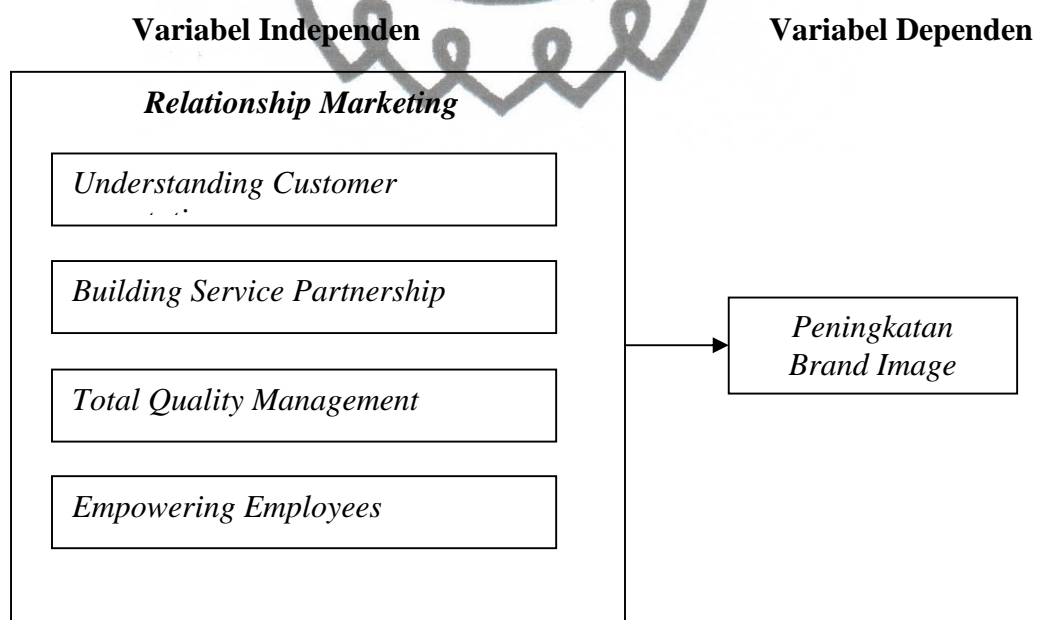 Variabel Independen
Variabel Dependen
Relationship Marketing
Understanding Customer
Building Service Partnership
Peningkatan
Brand Image
Total Quality Management
Empowering Employees